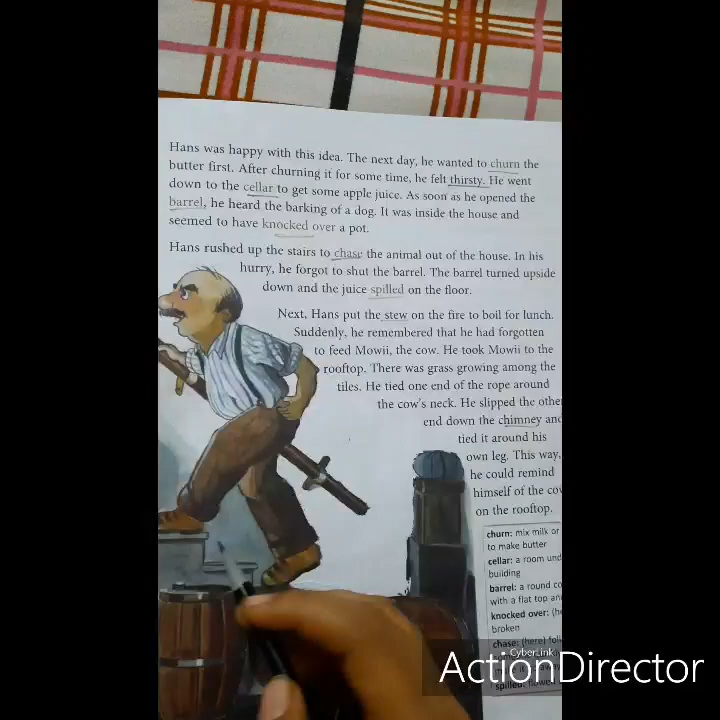 Hans was happy with this idea. The next day, he wanted to churn the
butter first. After churning it for some time, he felt thirsty. He went
down to the cellar to get some apple juice. As soon as he opened the
barrel, he heard the barking of a dog. It was inside the house and
seemed to have knocked over a pot.
Hans rushed up the stairs to chase the animal out of the house. In his
hurry, he forgot to shut the barrel. The barrel turned upside
down and the juice spilled on the floor.
Next, Hans put the stew on the fire to boil for lunch.
Suddenly, he remembered that he had forgotten
to feed Mowii, the cow. He took Mowii to the
rooftop. There was grass growing among the
tiles. He tied one end of the rope around
the cow's neck. He slipped the othe
end down the chimney and
tied it around his
own leg. This way,
he could remind
himself of the co
on the rooftop.
churn: mix milk or
to make butter
cellar: a room und
building
barrel: a round co
with a flat top an
knocked over: (he
broken
chase: (here) foll
spilled:
CyberLink
ActionDirector